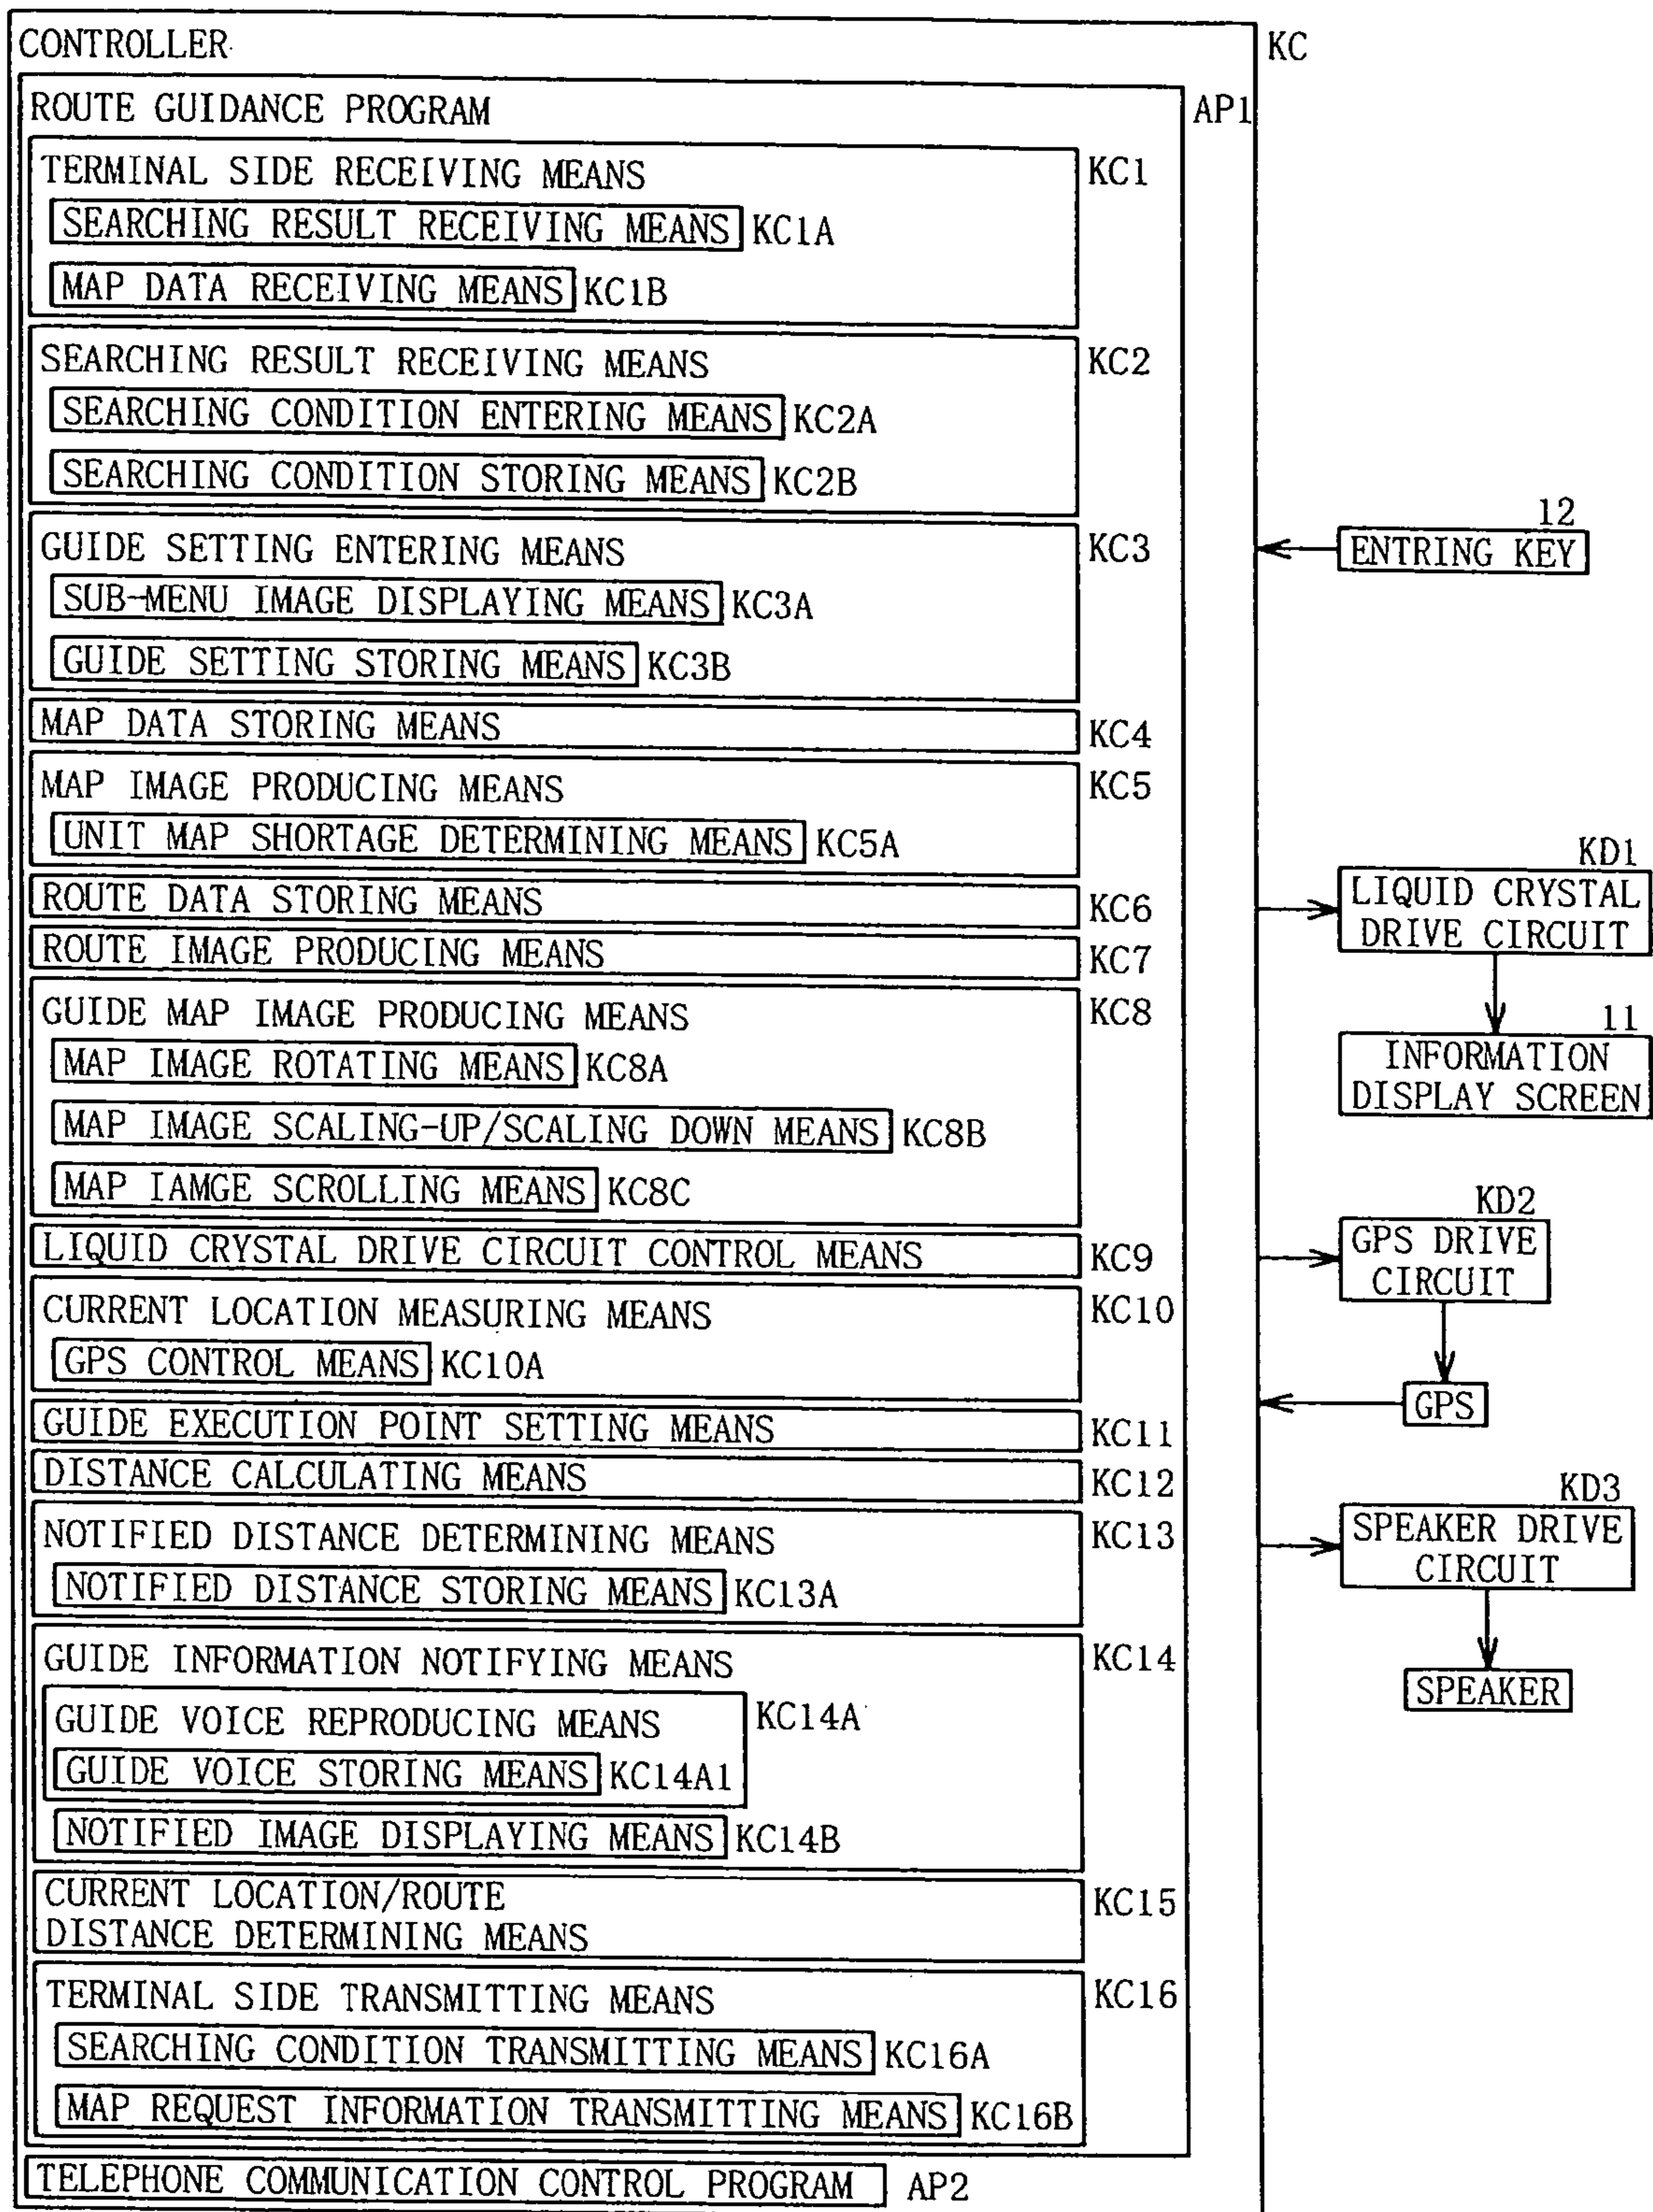 CONTROLLER
KC
ROUTE GUIDANCE PROGRAM
AP1
TERMINAL SIDE RECEIVING MEANS
KC1
SEARCHING RESULT RECEIVING MEANS KC1A
MAP DATA RECEIVING MEANS KC1B
SEARCHING RESULT RECEIVING MEANS
KC2
SEARCHING CONDITION ENTERING MEANS KC2A
SEARCHING CONDITION STORING MEANS KC2B
GUIDE SETTING ENTERING MEANS
KC3
SUB-MENU IMAGE DISPLAYING MEANS KC3A
GUIDE SETTING STORING MEANS KC3B
MAP DATA STORING MEANS
KC4
MAP IMAGE PRODUCING MEANS
KC5
UNIT MAP SHORTAGE DETERMINING MEANS KC5A
ROUTE DATA STORING MEANS
KC6
ROUTE IMAGE PRODUCING MEANS
KC7
GUIDE MAP IMAGE PRODUCING MEANS
KC8
MAP IMAGE ROTATING MEANS KC8A
MAP IMAGE SCALING-UP/SCALING DOWN MEANS KC8B
MAP IAMGE SCROLLING MEANS KC8C
LIQUID CRYSTAL DRIVE CIRCUIT CONTROL MEANS
KC9
CURRENT LOCATION MEASURING MEANS
KC10
GPS CONTROL MEANS KC10A
GUIDE EXECUTION POINT SETTING MEANS
KC11
DISTANCE CALCULATING MEANS
KC12
NOTIFIED DISTANCE DETERMINING MEANS
KC13
NOTIFIED DISTANCE STORING MEANS KC13A
GUIDE INFORMATION NOTIFYING MEANS
KC14
GUIDE VOICE REPRODUCING MEANS
KC14A
GUIDE VOICE STORING MEANS KC14A1
NOTIFIED IMAGE DISPLAYING MEANS KC14B
CURRENT LOCATION/ROUTE
DISTANCE DETERMINING MEANS
KC15
TERMINAL SIDE TRANSMITTING MEANS
KC16
SEARCHING CONDITION TRANSMITTING MEANS KC16A
MAP REQUEST INFORMATION TRANSMITTING MEANS KC16B
TELEPHONE COMMUNICATION CONTROL PROGRAM AP2
12
ENTRING KEY
KD1
LIQUID CRYSTAL
DRIVE CIRCUIT
11
INFORMATION
DISPLAY SCREEN
KD2
GPS DRIVE
CIRCUIT
GPS
KD3
SPEAKER DRIVE
CIRCUIT
SPEAKER